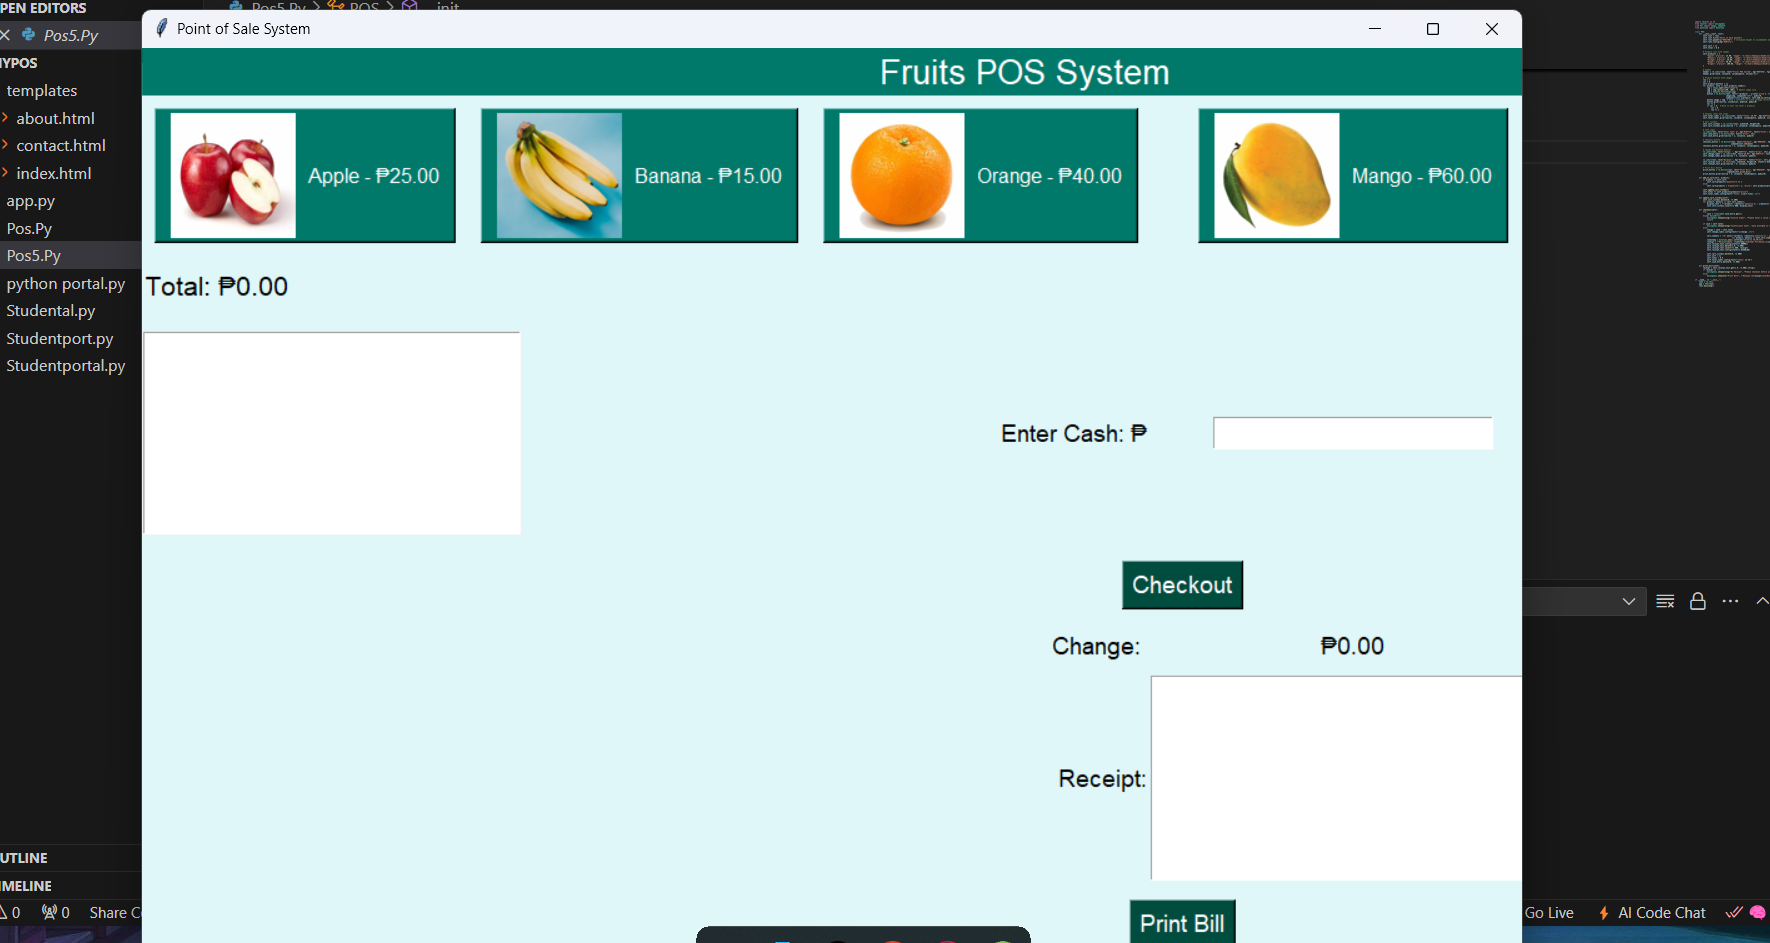 PEN EDITORS
Pos5.Py
YPOS
templates
about.html
contact.html
index.html
app.py
Pos.Py
Pos5.Py
python portal.py
Studental.py
Studentport.py
Studentportal.py
UTLINE
IMELINE
0 0 Share C
Pos5.Py > POS > init
Point of Sale System
Fruits POS System
Apple - ₱25.00
Banana - ₱15.00
Orange - ₱40.00
Mango - ₱60.00
Total: ₱0.00
Enter Cash: ₱
Checkout
Change: ₱0.00
Receipt:
Print Bill
Go Live
AI Code Chat